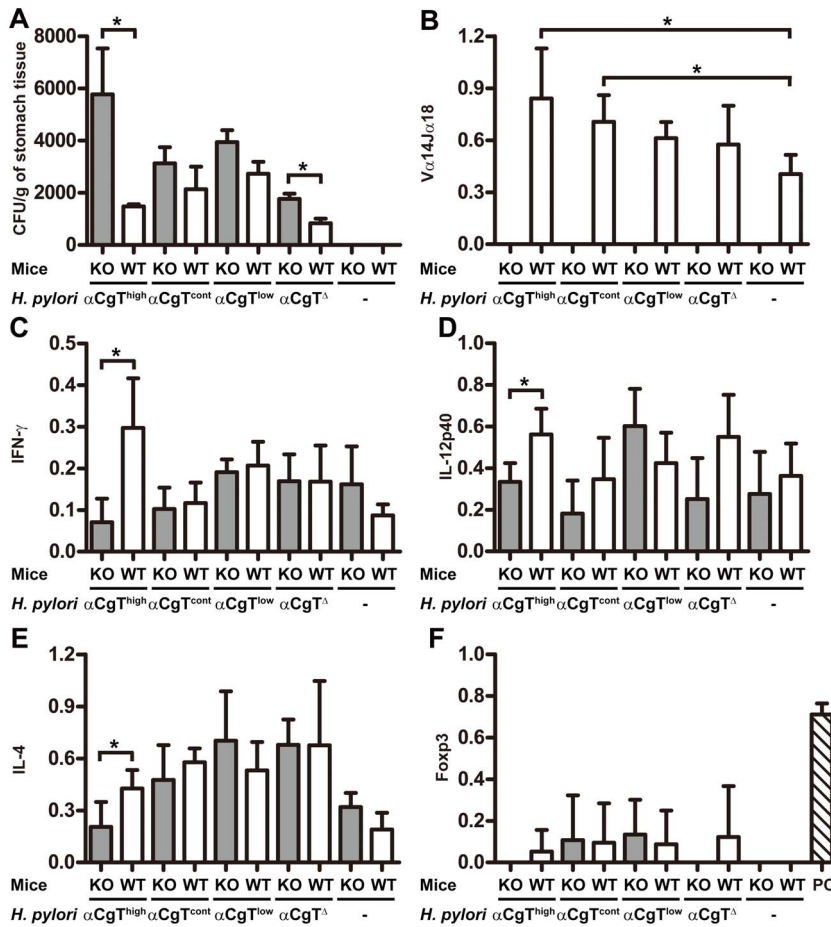 A
CFU/g of stomach tissue
8000
6000
4000
2000
0
*
*
Mice KO WT KO WT KO WT KO WT KO WT
H. pylori αCgT^high αCgT^cont αCgT^low αCgT^Δ -
B
Vα14Jα18
1.2
0.9
0.6
0.3
0.0
*
*
Mice KO WT KO WT KO WT KO WT KO WT
H. pylori αCgT^high αCgT^cont αCgT^low αCgT^Δ -
C
IFN-γ
0.5
0.4
0.3
0.2
0.1
0.0
*
Mice KO WT KO WT KO WT KO WT KO WT
H. pylori αCgT^high αCgT^cont αCgT^low αCgT^Δ -
D
IL-12p40
1.0
0.8
0.6
0.4
0.2
0.0
*
Mice KO WT KO WT KO WT KO WT KO WT
H. pylori αCgT^high αCgT^cont αCgT^low αCgT^Δ -
E
IL-4
1.2
0.9
0.6
0.3
0.0
*
Mice KO WT KO WT KO WT KO WT KO WT
H. pylori αCgT^high αCgT^cont αCgT^low αCgT^Δ -
F
Foxp3
1.0
0.8
0.6
0.4
0.2
0.0
Mice KO WT KO WT KO WT KO WT KO WT
H. pylori αCgT^high αCgT^cont αCgT^low αCgT^Δ -